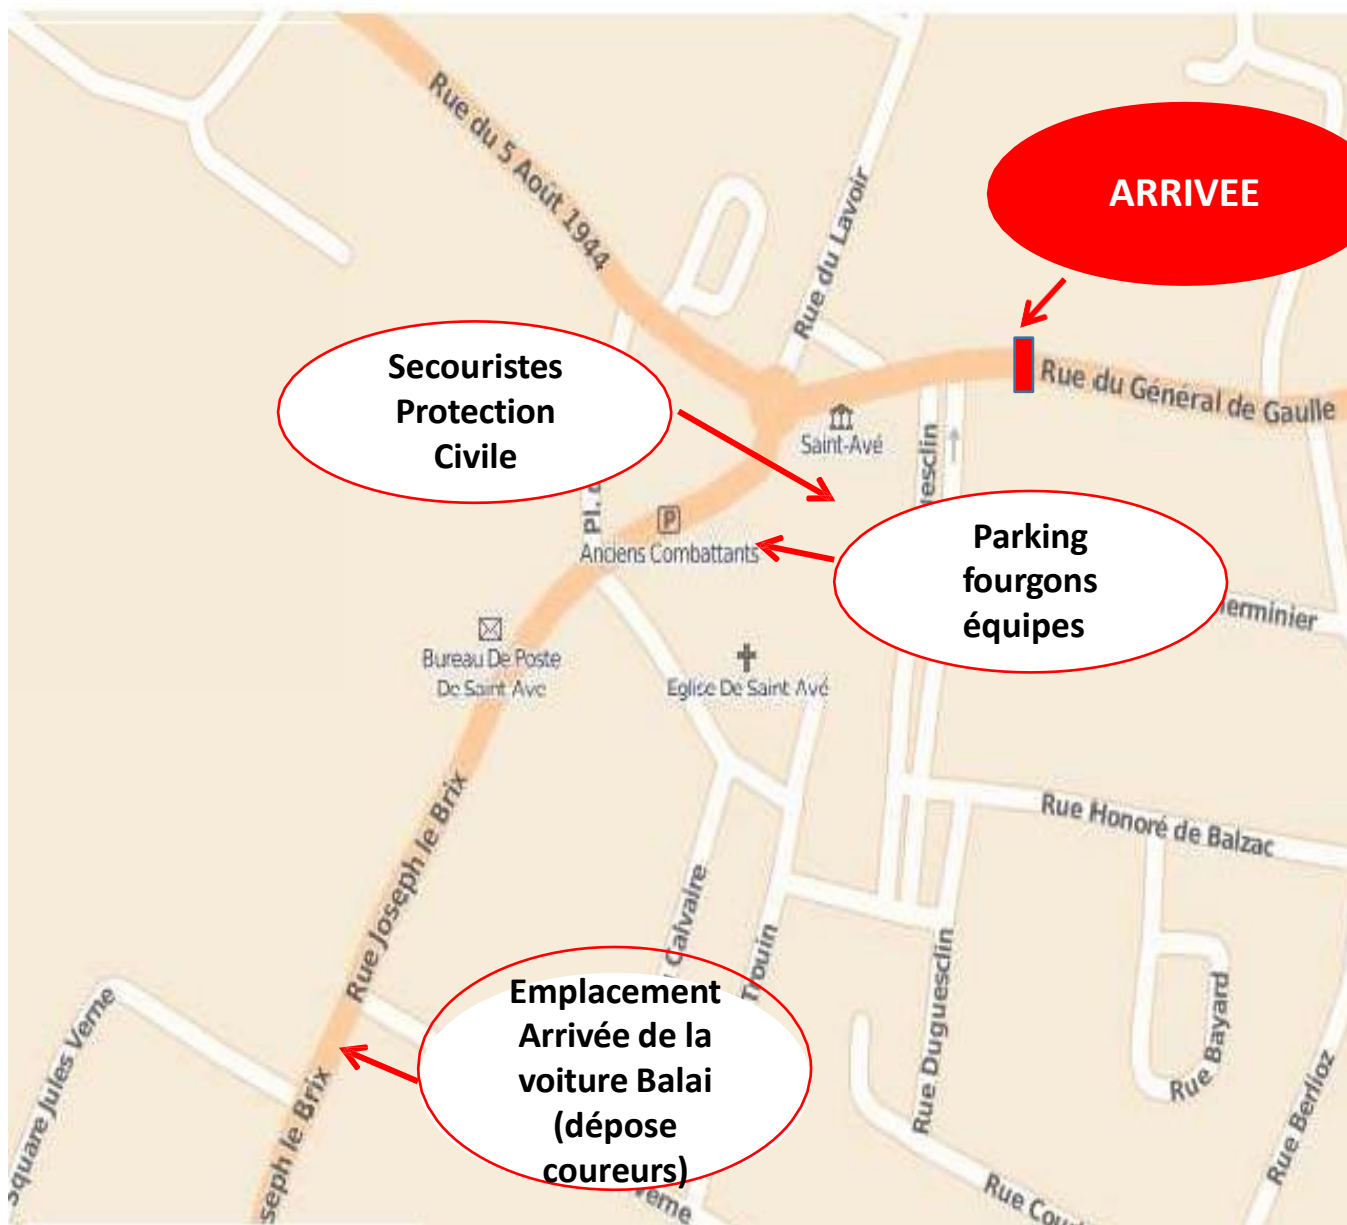 Rue du 5 Août 1944
Rue du Lavoir
ARRIVEE
Rue du Général de Gaulle
Secouristes
Protection
Civile
Saint-Avé
Pl.
P
Anciens Combattants
Parking
fourgons
équipes
Bureau De Poste
De Saint Ave
Eglise De Saint Avé
Rue Joseph le Brix
Rue Honoré de Balzac
Calvaire
Trouin
Rue Duguesclin
Rue Bayard
Rue Berlioz
Square Jules Verne
Emplacement
Arrivée de la
voiture Balai
(dépose
coureurs)
le Brix
Rue